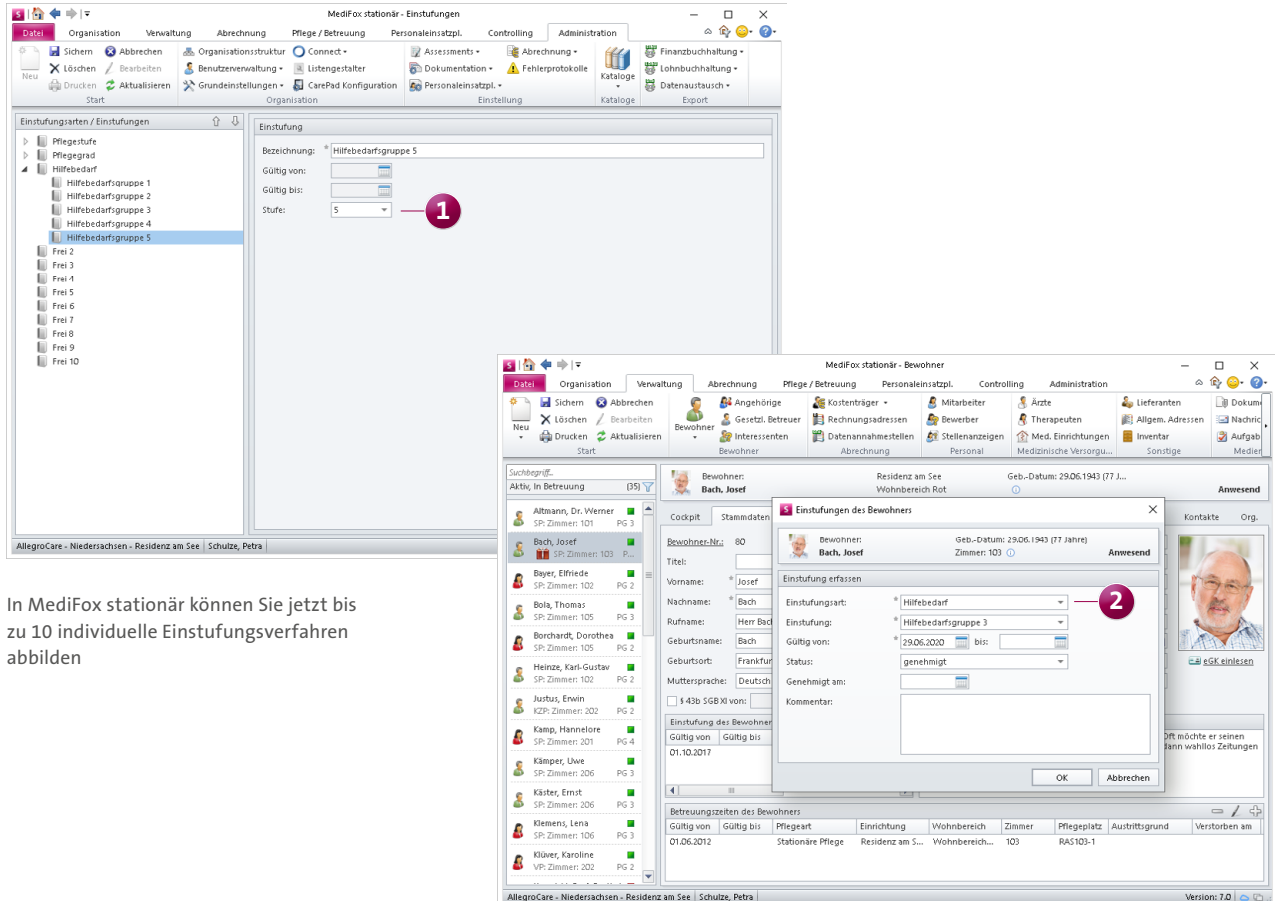 MediFox stationär - Einstufungen
Datei Organisation Verwaltung Abrechnung Pflege / Betreuung Personaleinsatzpl. Controlling Administration
Neu
Sichern Abbrechen
Löschen Bearbeiten
Drucken Aktualisieren
Start
Organisationsstruktur Connect
Benutzerverwaltung Listengestalter
Grundeinstellungen CarePad Konfiguration
Organisation
Assessments Abrechnung
Dokumentation Fehlerprotokolle
Personaleinsatzpl.
Einstellung
Kataloge
Kataloge
Finanzbuchhaltung
Lohnbuchhaltung
Datenaustausch
Export
Einstufungsarten / Einstufungen
Pflegestufe
Pflegegrad
Hilfebedarf
Hilfebedarfsgruppe 1
Hilfebedarfsgruppe 2
Hilfebedarfsgruppe 3
Hilfebedarfsgruppe 4
Hilfebedarfsgruppe 5
Frei 2
Frei 3
Frei 4
Frei 5
Frei 6
Frei 7
Frei 8
Frei 9
Frei 10
Einstufung
Bezeichnung: * Hilfebedarfsgruppe 5
Gültig von:
Gültig bis:
Stufe: 5
1
AllegroCare - Niedersachsen - Residenz am See Schulze, Petra
In MediFox stationär können Sie jetzt bis
zu 10 individuelle Einstufungsverfahren
abbilden
MediFox stationär - Bewohner
Datei Organisation Verwaltung Abrechnung Pflege / Betreuung Personaleinsatzpl. Controlling Administration
Neu
Sichern Abbrechen
Löschen Bearbeiten
Drucken Aktualisieren
Start
Bewohner
Angehörige
Gesetzl. Betreuer
Interessenten
Bewohner
Kostenträger
Rechnungsadressen
Datenannahmestellen
Abrechnung
Mitarbeiter
Bewerber
Stellenanzeigen
Personal
Ärzte
Therapeuten
Med. Einrichtungen
Medizinische Versorgu...
Lieferanten
Allgem. Adressen
Inventar
Sonstige
Dokume
Nachric
Aufgab
Medier
Suchbegriff...
Aktiv, In Betreuung (35)
Altmann, Dr. Werner
SP: Zimmer: 101 PG 3
Bach, Josef
SP: Zimmer: 103 P...
Bayer, Elfriede
SP: Zimmer: 102 PG 2
Bola, Thomas
SP: Zimmer: 105 PG 3
Borchardt, Dorothea
SP: Zimmer: 105 PG 2
Heinze, Karl-Gustav
SP: Zimmer: 102 PG 2
Justus, Erwin
KZP: Zimmer: 202 PG 2
Kamp, Hannelore
SP: Zimmer: 201 PG 4
Kämper, Uwe
SP: Zimmer: 206 PG 3
Käster, Ernst
SP: Zimmer: 206 PG 3
Klemens, Lena
SP: Zimmer: 106 PG 3
Klüver, Karoline
VP: Zimmer: 202 PG 2
Bewohner: Residenz am See Geb.-Datum: 29.06.1943 (77 J...
Bach, Josef Wohnbereich Rot Anwesend
Cockpit Stammdaten Kontakte Org.
Bewohner-Nr.: 80
Titel:
Vorname: * Josef
Nachname: * Bach
Rufname: Herr Bach
Geburtsname: Bach
Geburtsort: Frankfur
Muttersprache: Deutsch
§ 43b SGB XI von:
eGK einlesen
Einstufung des Bewohner
Gültig von Gültig bis
01.10.2017
Oft möchte er seinen
dann wahllos Zeitungen
Einstufungen des Bewohners
Bewohner: Geb.-Datum: 29.06.1943 (77 Jahre)
Bach, Josef Zimmer: 103 Anwesend
Einstufung erfassen
Einstufungsart: * Hilfebedarf
2
Einstufung: * Hilfebedarfsgruppe 3
Gültig von: * 29.06.2020 bis:
Status: genehmigt
Genehmigt am:
Kommentar:
OK Abbrechen
Betreuungszeiten des Bewohners
Gültig von Gültig bis Pflegeart Einrichtung Wohnbereich Zimmer Pflegeplatz Austrittsgrund Verstorben am
01.06.2012 Stationäre Pflege Residenz am S... Wohnbereich... 103 RAS103-1
AllegroCare - Niedersachsen - Residenz am See Schulze, Petra Version: 7.0